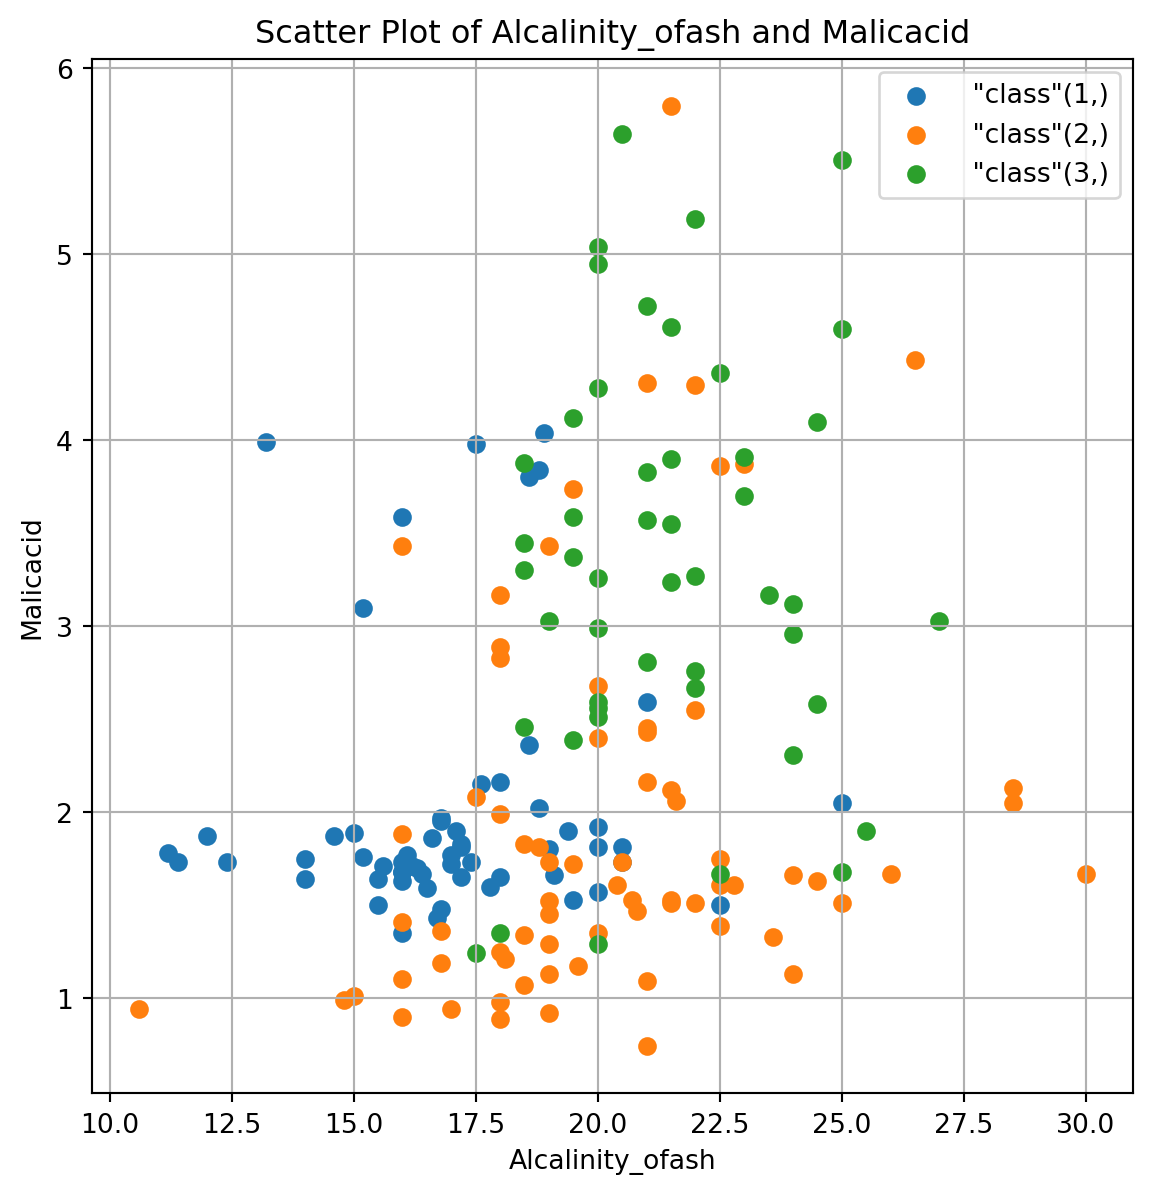 Scatter Plot of Alcalinity_ofash and Malicacid
6
5
4
3
2
1
Malicacid
"class"(1,)
"class"(2,)
"class"(3,)
10.0 12.5 15.0 17.5 20.0 22.5 25.0 27.5 30.0
Alcalinity_ofash